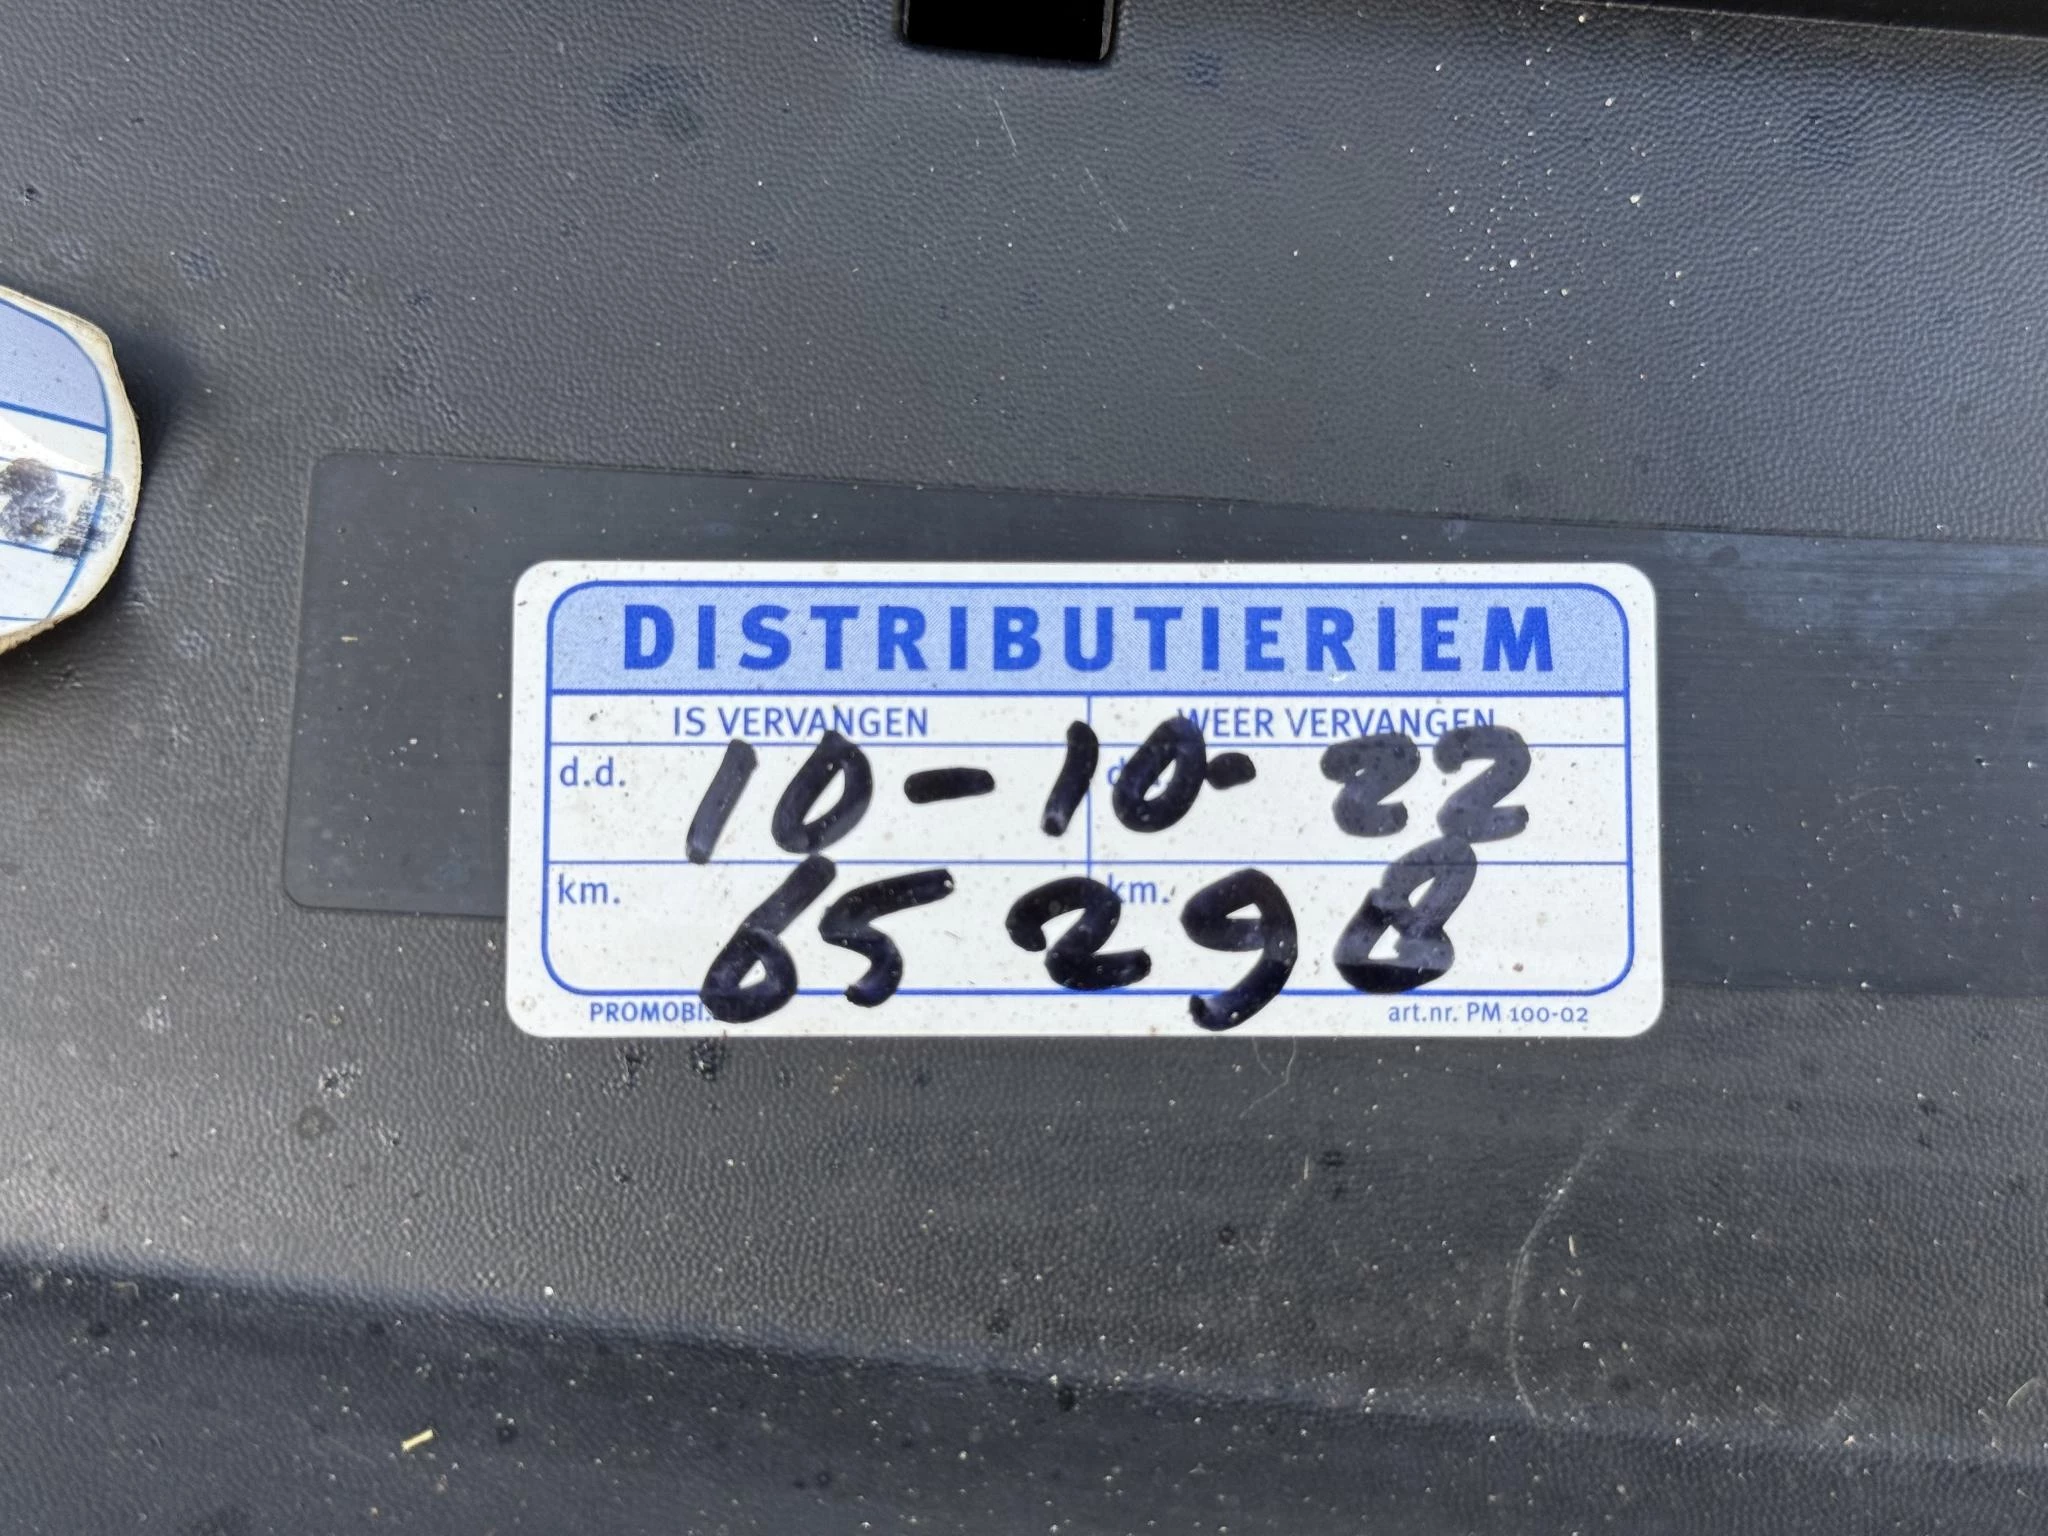 DISTRIBUTIERIEM
IS VERVANGEN WEER VERVANGEN
d.d. 10-10-22
km. 65298 km.
art.nr. PM 100-02